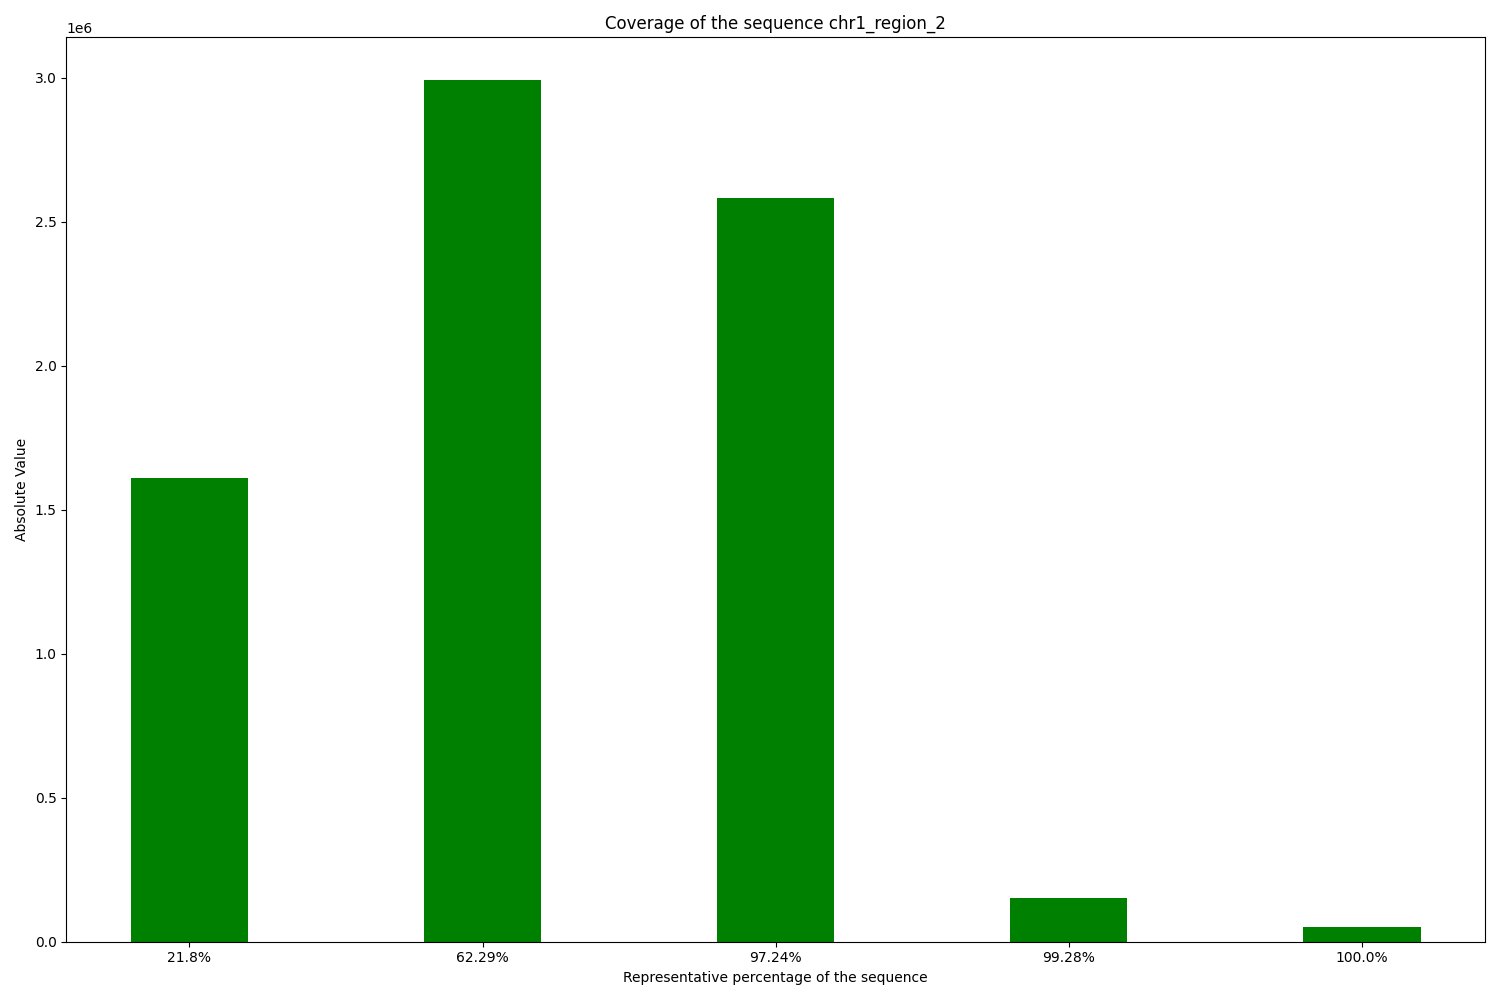 Coverage of the sequence chr1_region_2
1e6
3.0
2.5
2.0
1.5
1.0
0.5
0.0
Absolute Value
21.8% 62.29% 97.24% 99.28% 100.0%
Representative percentage of the sequence